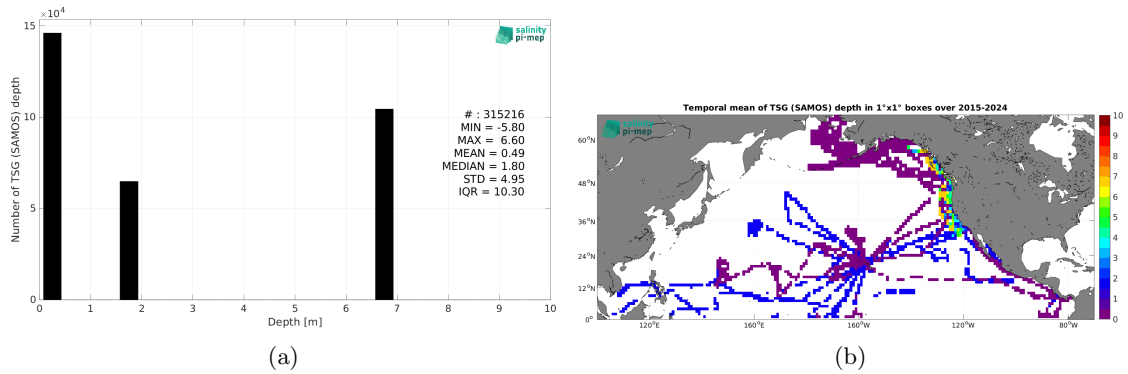 ×10⁴
15
10
5
0
Number of TSG (SAMOS) depth
salinity
pi-mep
# : 315216
MIN = -5.80
MAX = 6.60
MEAN = 0.49
MEDIAN = 1.80
STD = 4.95
IQR = 10.30
0 1 2 3 4 5 6 7 8 9 10
Depth [m]
(a)
Temporal mean of TSG (SAMOS) depth in 1°x1° boxes over 2015-2024
salinity
pi-mep
60°N
48°N
36°N
24°N
12°N
0°
120°E 160°E 160°W 120°W 80°W
10
9
8
7
6
5
4
3
2
1
0
(b)